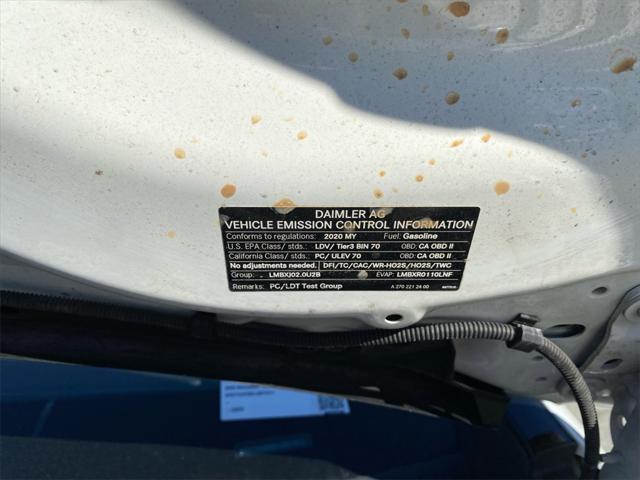 DAIMLER AG
VEHICLE EMISSION CONTROL INFORMATION
Conforms to regulations: 2020 MY Fuel: Gasoline
U.S. EPA Class/ stds.: LDV/ Tier3 BIN 70 OBD: CA OBD II
California Class/ stds.: PC/ ULEV 70 OBD: CA OBD II
No adjustments needed. DFI/TC/CAC/WR-HO2S/HO2S/TWC
Group: LMBXJ02.0U2B EVAP: LMBXR0110LNF
Remarks: PC/LDT Test Group A 270 221 24 00